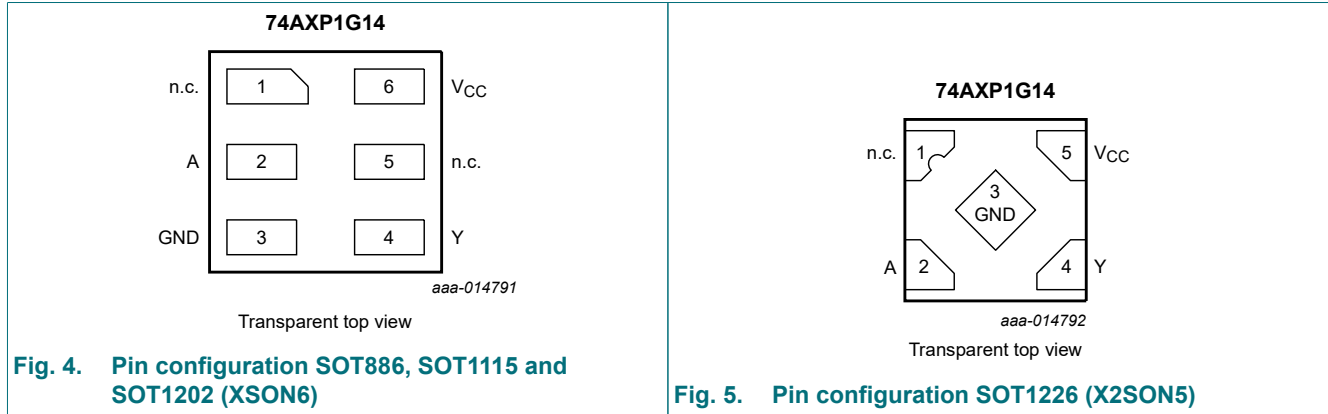 74AXP1G14
n.c. 1 6 VCC
A 2 5 n.c.
GND 3 4 Y
aaa-014791
Transparent top view
Fig. 4. Pin configuration SOT886, SOT1115 and
SOT1202 (XSON6)
74AXP1G14
n.c. 1 5 VCC
3
GND
A 2 4 Y
aaa-014792
Transparent top view
Fig. 5. Pin configuration SOT1226 (X2SON5)